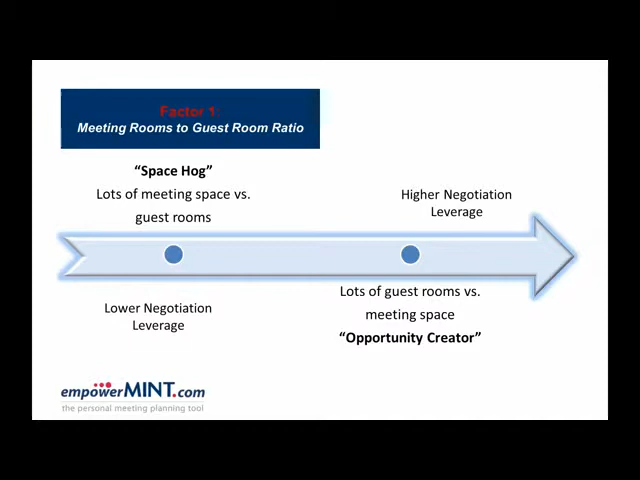 Factor 1:
Meeting Rooms to Guest Room Ratio
“Space Hog”
Lots of meeting space vs.
guest rooms
Higher Negotiation
Leverage
Lower Negotiation
Leverage
Lots of guest rooms vs.
meeting space
“Opportunity Creator”
empowerMINT.com
the personal meeting planning tool